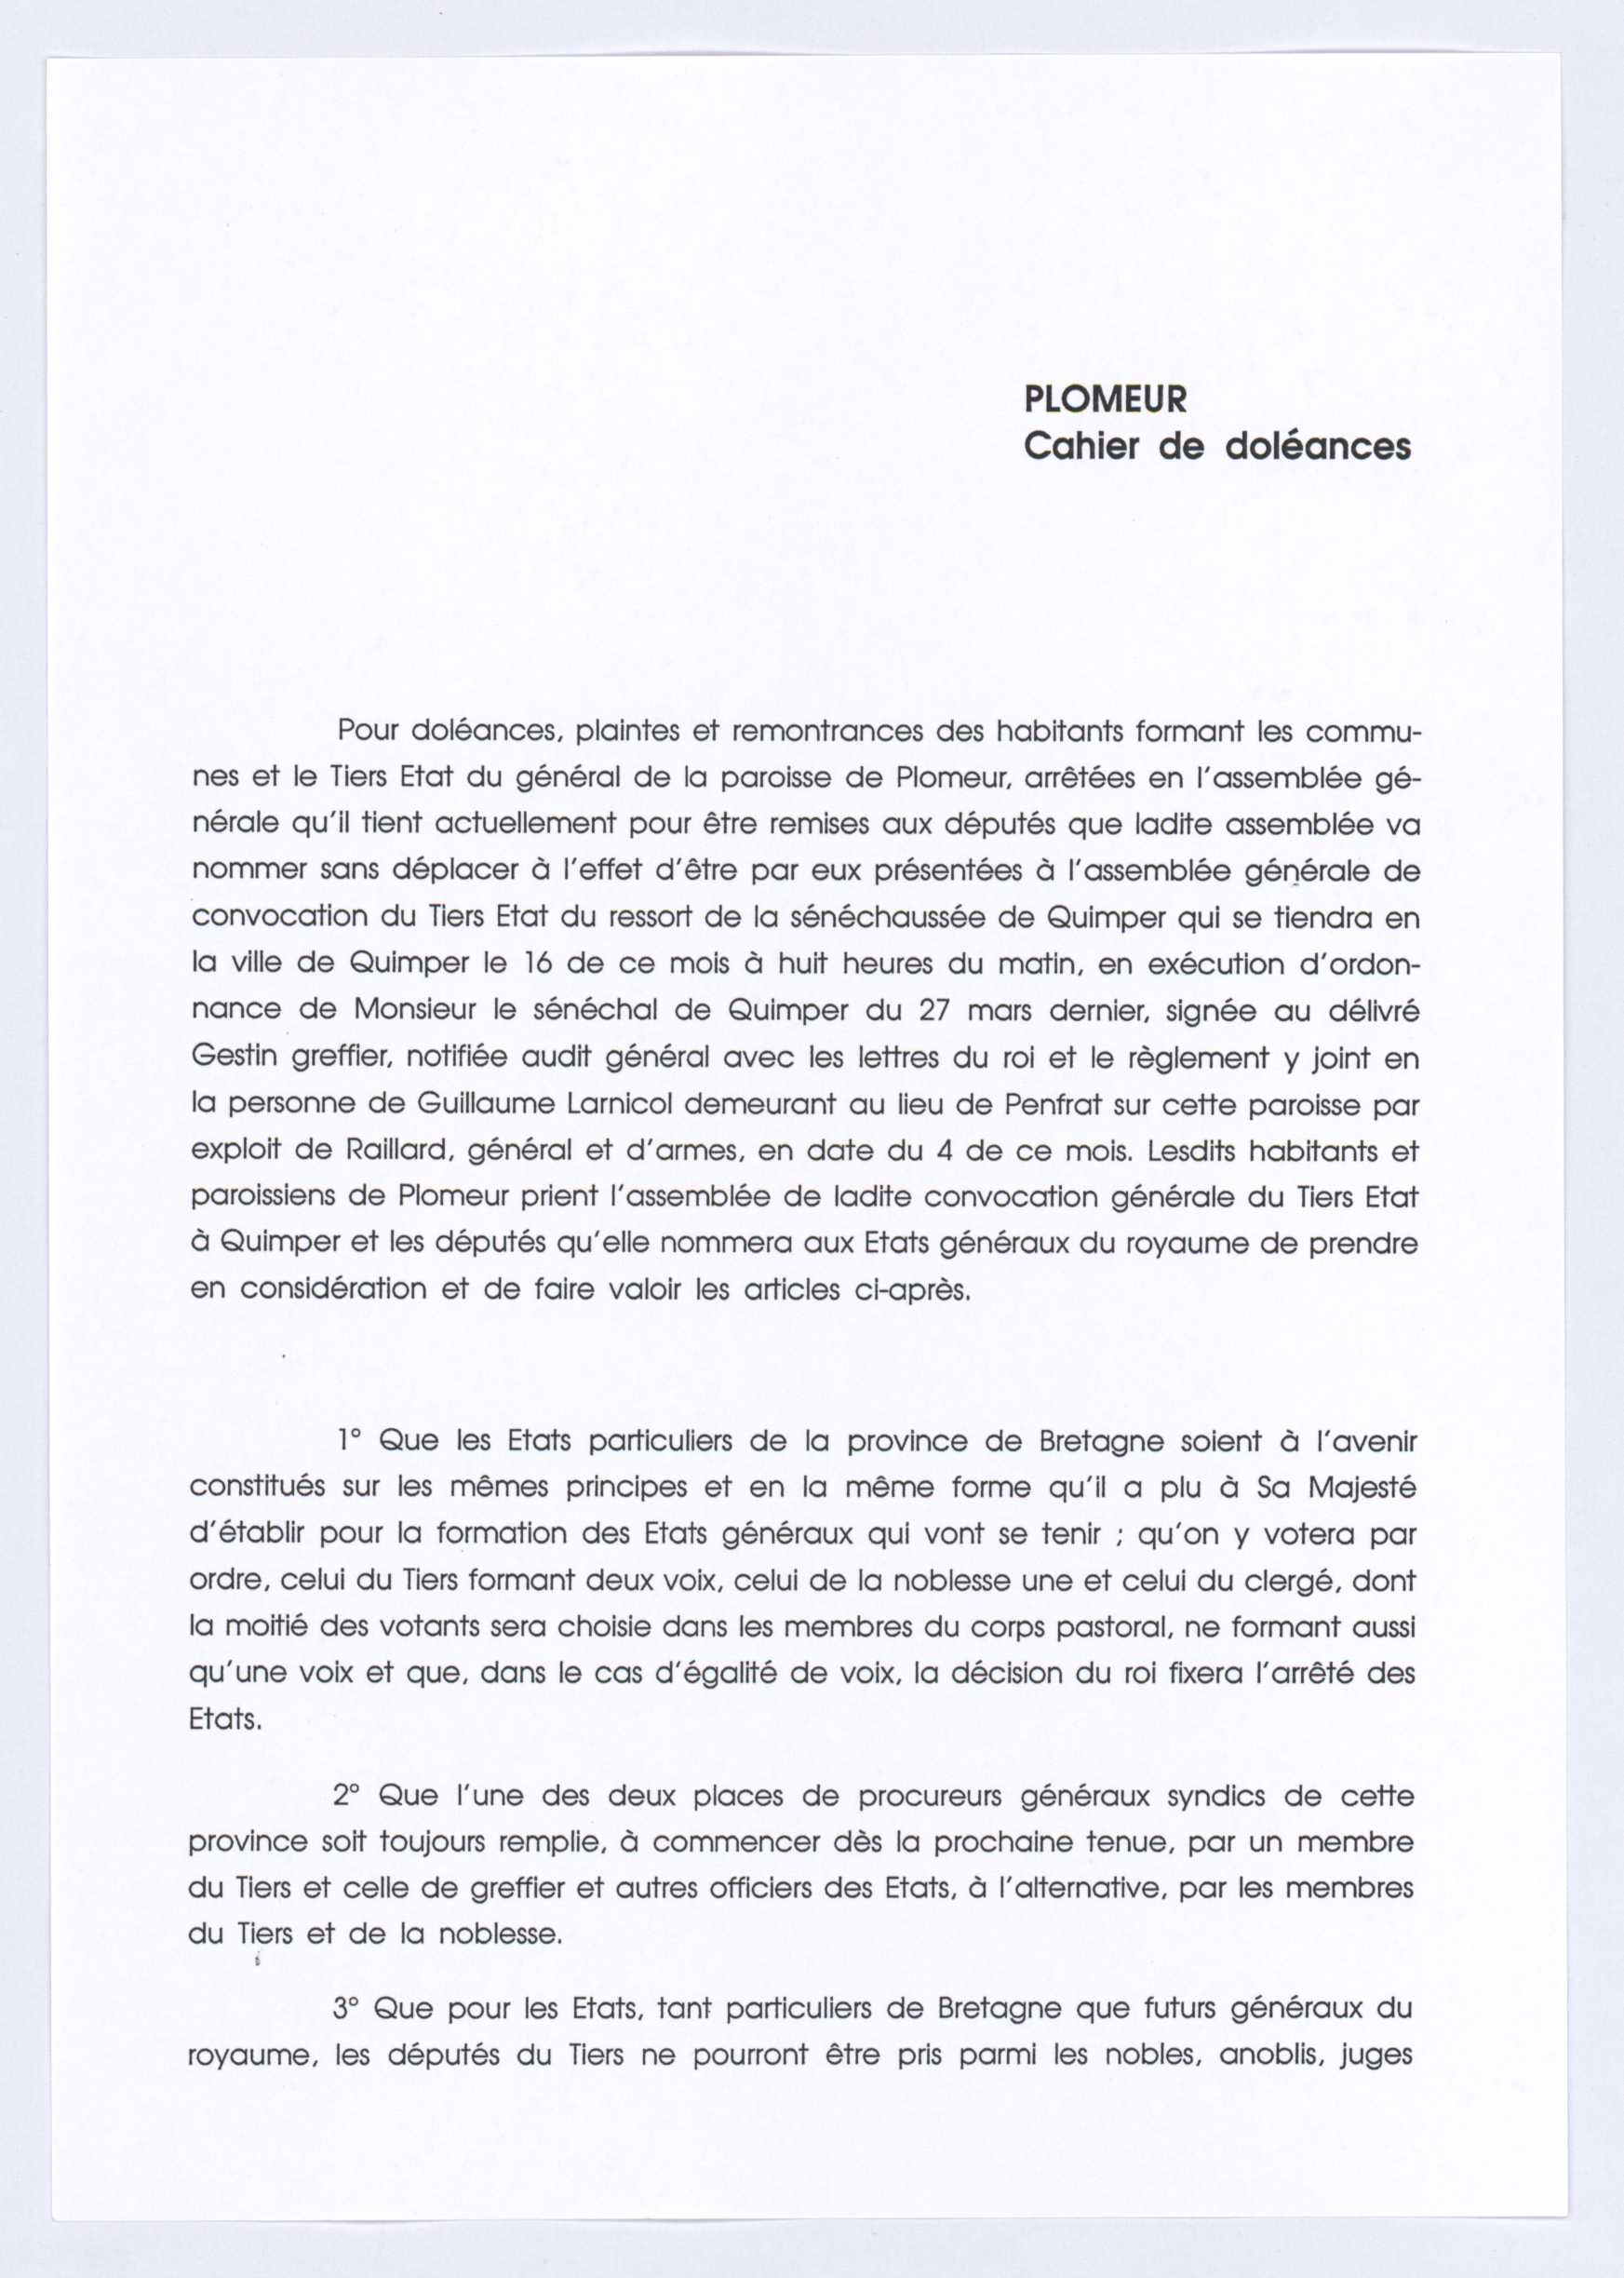 PLOMEUR
Cahier de doléances
Pour doléances, plaintes et remontrances des habitants formant les commu-
nes et le Tiers Etat du général de la paroisse de Plomeur, arrêtées en l'assemblée gé-
nérale qu'il tient actuellement pour être remises aux députés que ladite assemblée va
nommer sans déplacer à l'effet d'être par eux présentées à l'assemblée générale de
convocation du Tiers Etat du ressort de la sénéchaussée de Quimper qui se tiendra en
la ville de Quimper le 16 de ce mois à huit heures du matin, en exécution d'ordon-
nance de Monsieur le sénéchal de Quimper du 27 mars dernier, signée au délivré
Gestin greffier, notifiée audit général avec les lettres du roi et le règlement y joint en
la personne de Guillaume Larnicol demeurant au lieu de Penfrat sur cette paroisse par
exploit de Raillard, général et d'armes, en date du 4 de ce mois. Lesdits habitants et
paroissiens de Plomeur prient l'assemblée de ladite convocation générale du Tiers Etat
à Quimper et les députés qu'elle nommera aux Etats généraux du royaume de prendre
en considération et de faire valoir les articles ci-après.
1° Que les Etats particuliers de la province de Bretagne soient à l'avenir
constitués sur les mêmes principes et en la même forme qu'il a plu à Sa Majesté
d'établir pour la formation des Etats généraux qui vont se tenir ; qu'on y votera par
ordre, celui du Tiers formant deux voix, celui de la noblesse une et celui du clergé, dont
la moitié des votants sera choisie dans les membres du corps pastoral, ne formant aussi
qu'une voix et que, dans le cas d'égalité de voix, la décision du roi fixera l'arrêté des
Etats.
2° Que l'une des deux places de procureurs généraux syndics de cette
province soit toujours remplie, à commencer dès la prochaine tenue, par un membre
du Tiers et celle de greffier et autres officiers des Etats, à l'alternative, par les membres
du Tiers et de la noblesse.
3° Que pour les Etats, tant particuliers de Bretagne que futurs généraux du
royaume, les députés du Tiers ne pourront être pris parmi les nobles, anoblis, juges